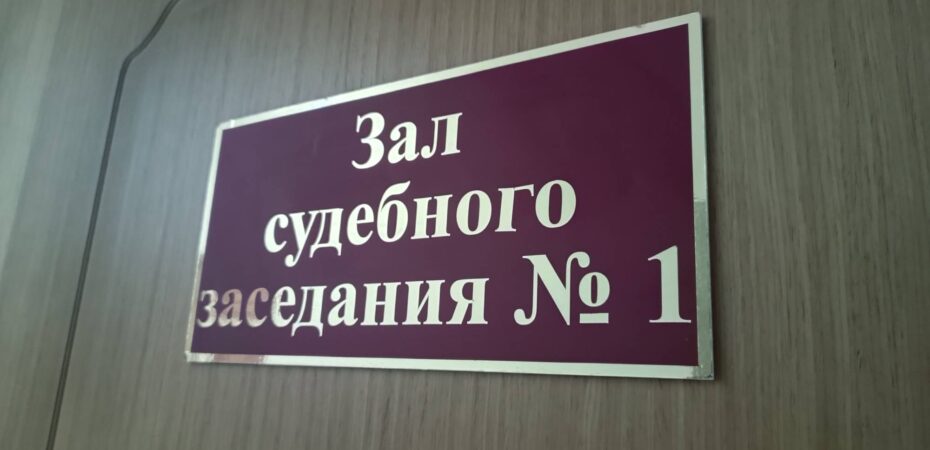 Зал
судебного
заседания № 1